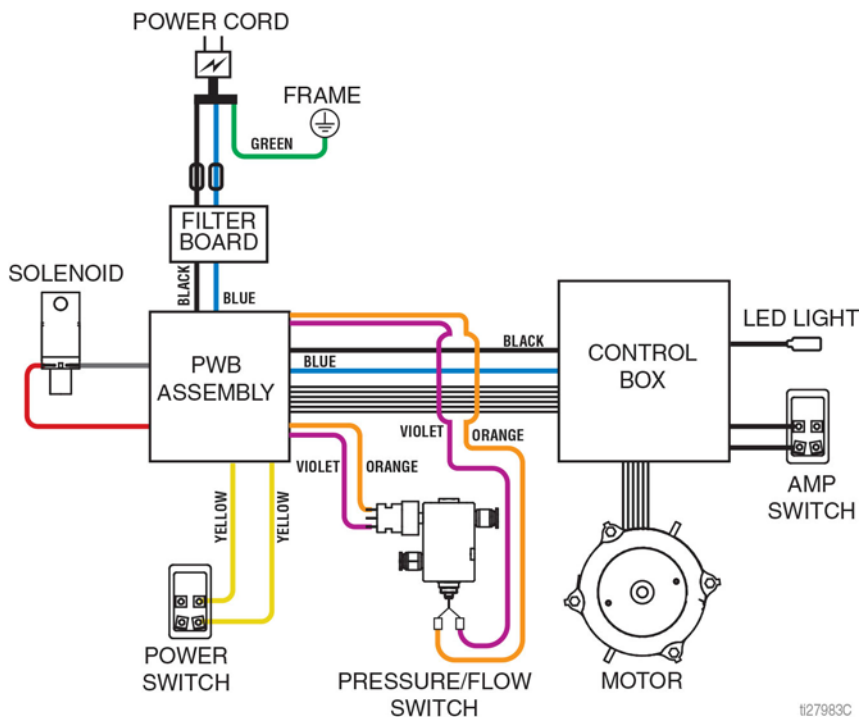 POWER CORD
FRAME
GREEN
FILTER
BOARD
SOLENOID
BLACK
BLUE
LED LIGHT
BLACK
PWB
ASSEMBLY
BLUE
CONTROL
BOX
VIOLET
ORANGE
VIOLET
ORANGE
AMP
SWITCH
YELLOW
YELLOW
POWER
SWITCH
PRESSURE/FLOW
SWITCH
MOTOR
ti27983C